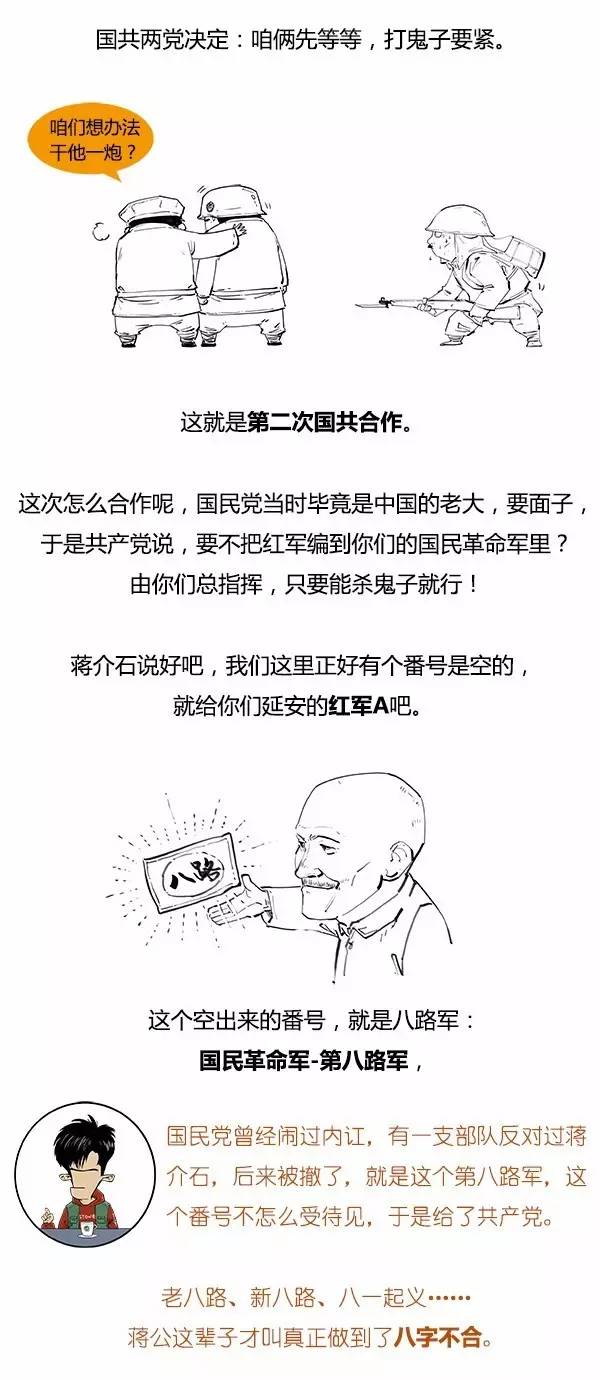 国共两党决定：咱俩先等等，打鬼子要紧。
咱们想办法
干他一炮？
这就是第二次国共合作。
这次怎么合作呢，国民党当时毕竟是中国的老大，要面子，
于是共产党说，要不把红军编到你们的国民革命军里？
由你们总指挥，只要能杀鬼子就行！
蒋介石说好吧，我们这里正好有个番号是空的，
就给你们延安的红军A吧。
八路
这个空出来的番号，就是八路军：
国民革命军-第八路军，
国民党曾经闹过内讧，有一支部队反对过蒋
介石，后来被撤了，就是这个第八路军，这
个番号不怎么受待见，于是给了共产党。
STONE
老八路、新八路、八一起义⋯⋯
蒋公这辈子才叫真正做到了八字不合。